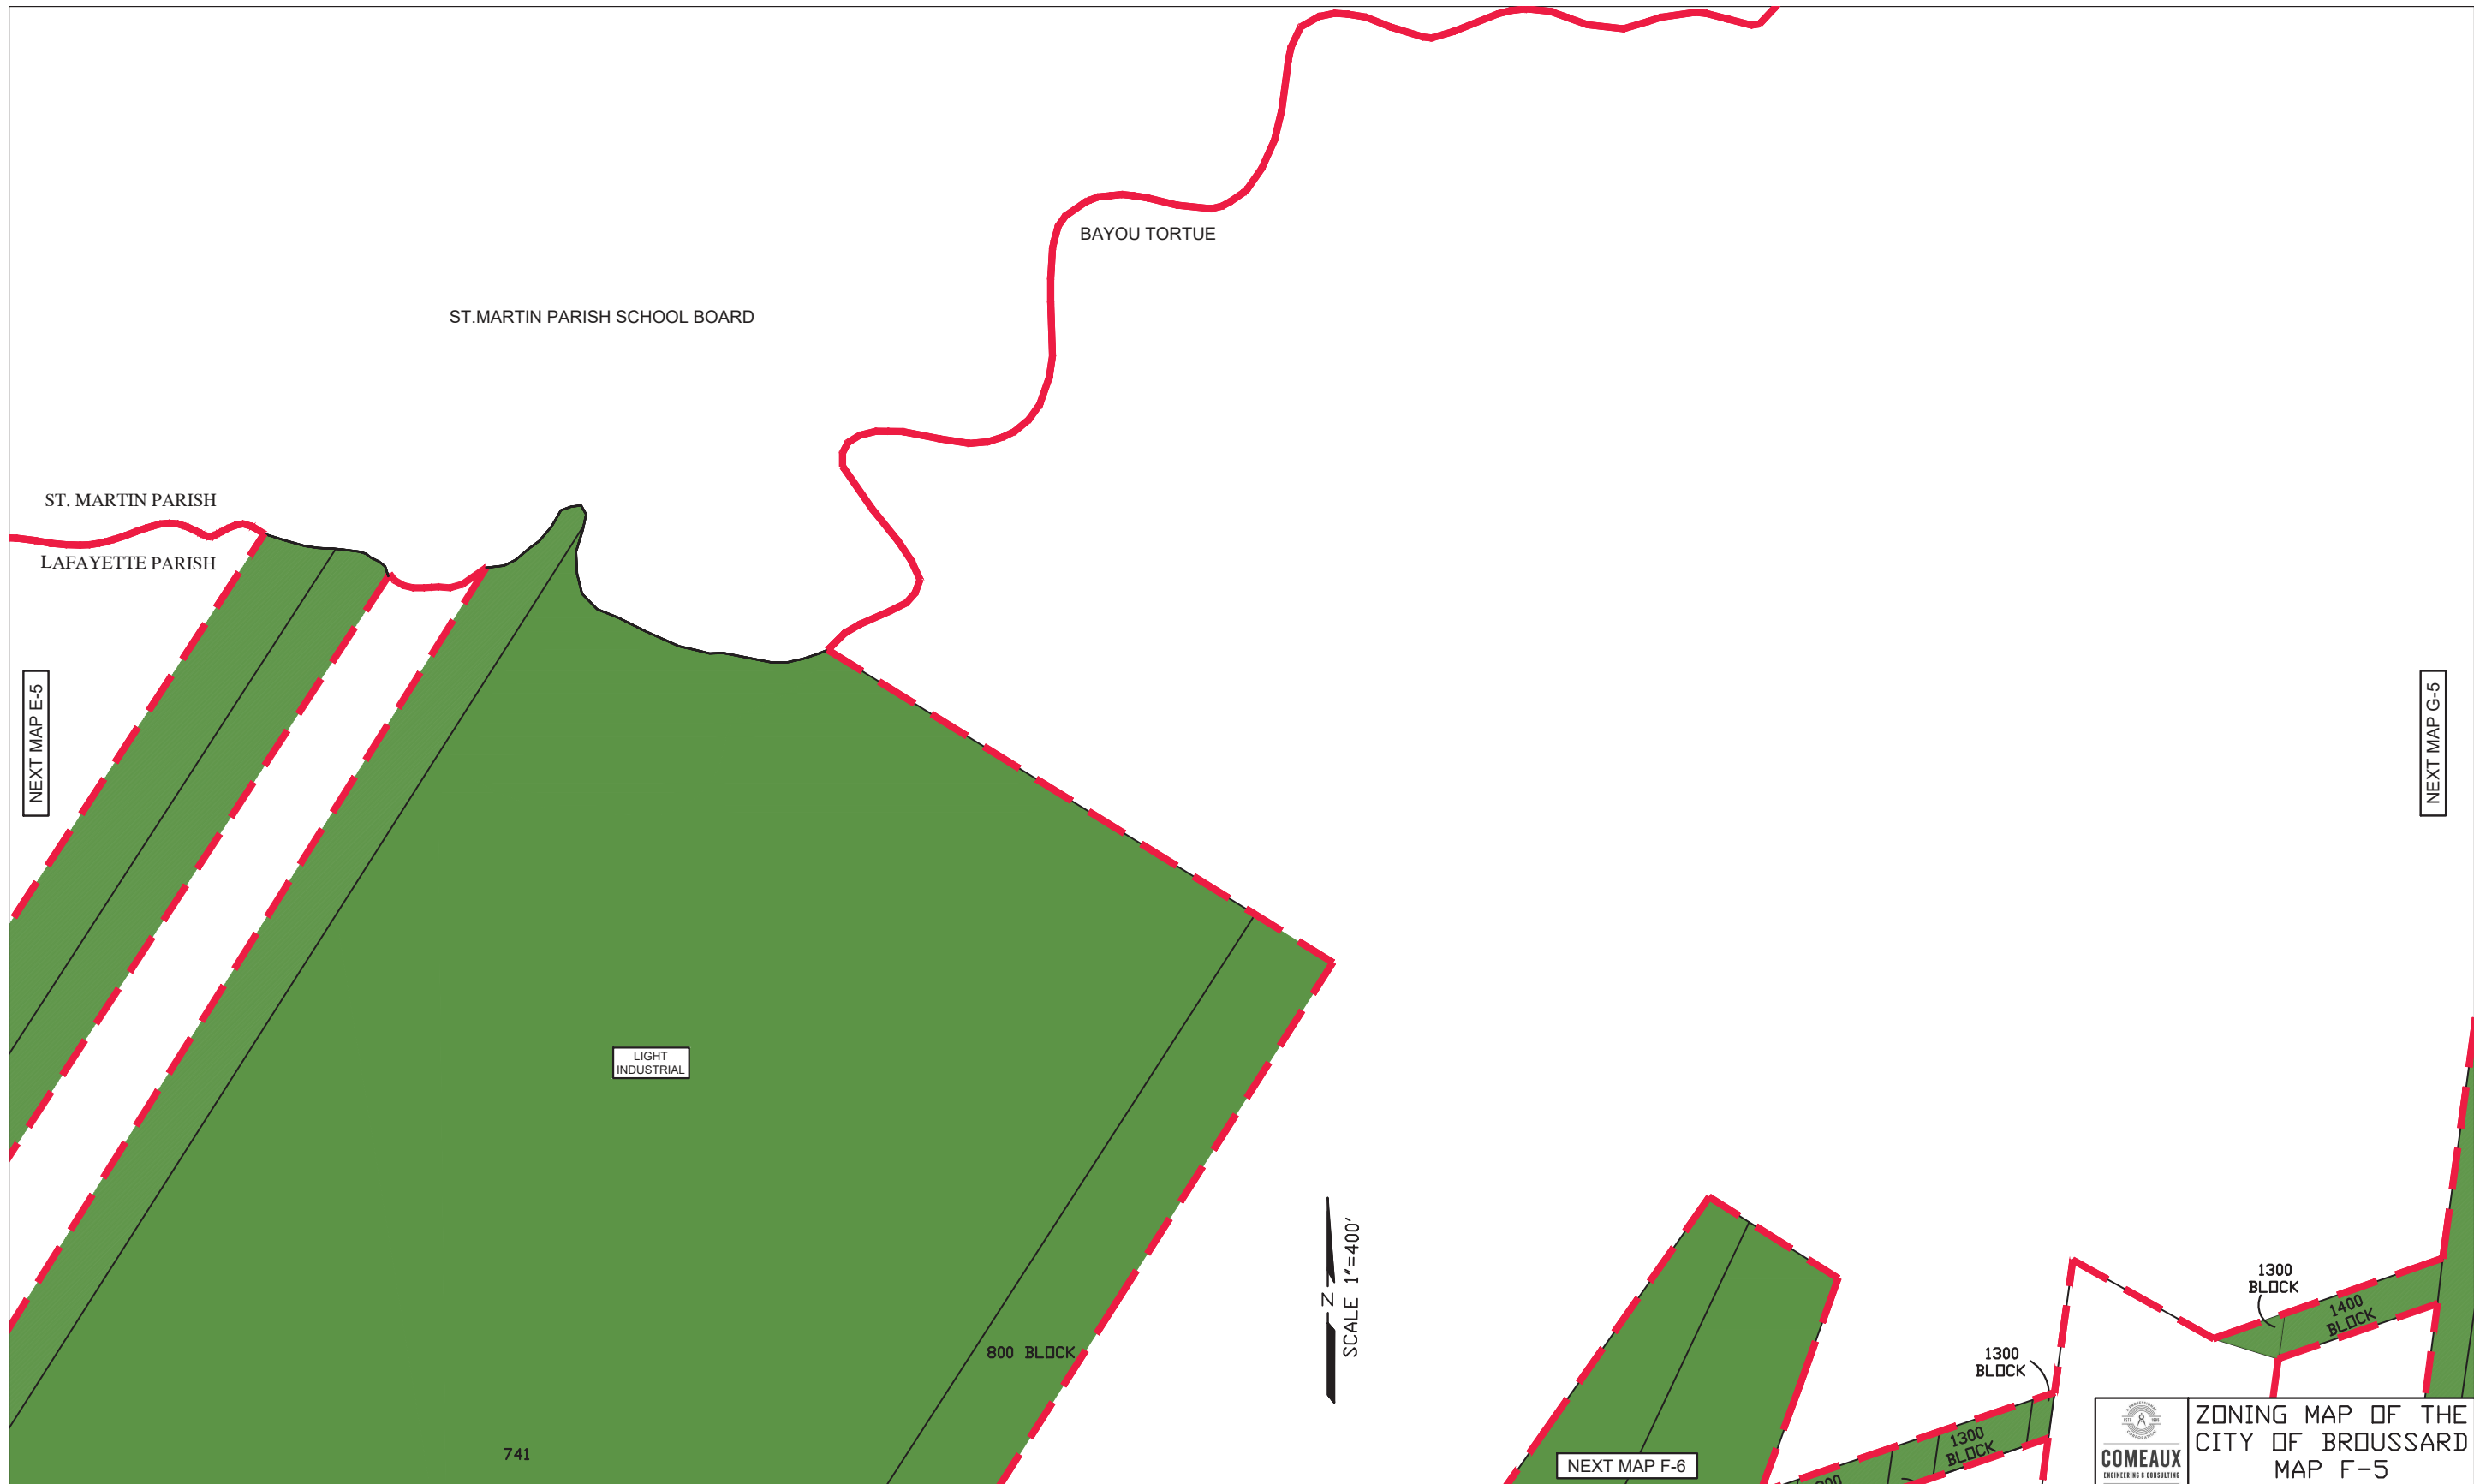 BAYOU TORTUE
ST.MARTIN PARISH SCHOOL BOARD
ST. MARTIN PARISH
LAFAYETTE PARISH
NEXT MAP E-5
NEXT MAP G-5
LIGHT
INDUSTRIAL
N
SCALE 1"=400'
800 BLOCK
741
NEXT MAP F-6
1300
BLOCK
1400
BLOCK
1300
BLOCK
1300
BLOCK
COMEAUX
ENGINEERING & CONSULTING
ZONING MAP OF THE
CITY OF BROUSSARD
MAP F-5